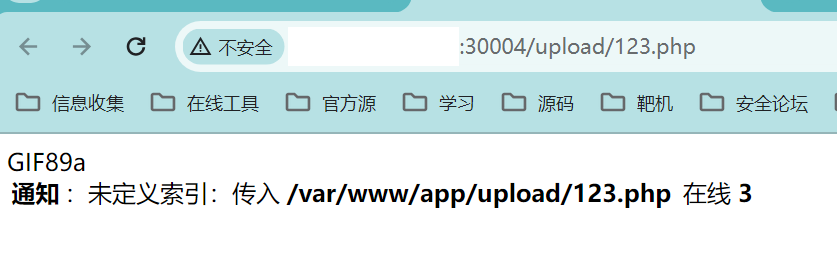 不安全 :30004/upload/123.php
信息收集 在线工具 官方源 学习 源码 靶机 安全论坛
GIF89a
通知 ：未定义索引：传入 /var/www/app/upload/123.php 在线 3